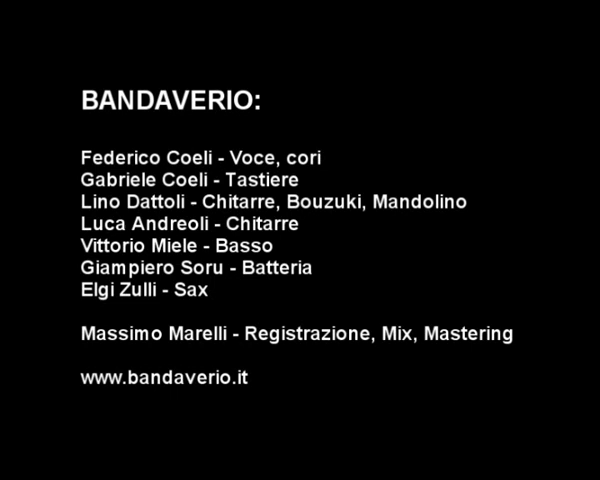 BANDAVERIO:
Federico Coeli - Voce, cori
Gabriele Coeli - Tastiere
Lino Dattoli - Chitarre, Bouzuki, Mandolino
Luca Andreoli - Chitarre
Vittorio Miele - Basso
Giampiero Soru - Batteria
Elgi Zulli - Sax
Massimo Marelli - Registrazione, Mix, Mastering
www.bandaverio.it